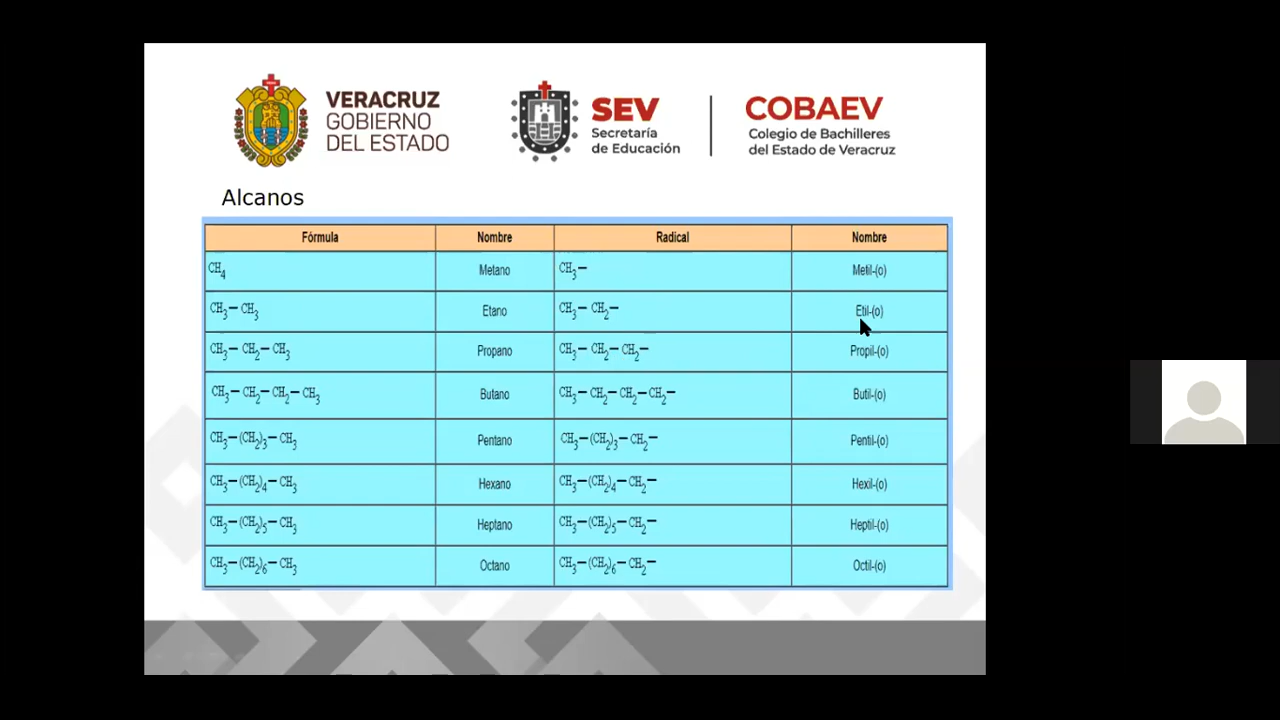 VERACRUZ
GOBIERNO
DEL ESTADO
SEV
Secretaría
de Educación
COBAEV
Colegio de Bachilleres
del Estado de Veracruz
Alcanos
Fórmula Nombre Radical Nombre
CH₄ Metano CH₃— Metil-(o)
CH₃—CH₃ Etano CH₃—CH₂— Etil-(o)
CH₃—CH₂—CH₃ Propano CH₃—CH₂—CH₂— Propil-(o)
CH₃—CH₂—CH₂—CH₃ Butano CH₃—CH₂—CH₂—CH₂— Butil-(o)
CH₃—(CH₂)₃—CH₃ Pentano CH₃—(CH₂)₃—CH₂— Pentil-(o)
CH₃—(CH₂)₄—CH₃ Hexano CH₃—(CH₂)₄—CH₂— Hexil-(o)
CH₃—(CH₂)₅—CH₃ Heptano CH₃—(CH₂)₅—CH₂— Heptil-(o)
CH₃—(CH₂)₆—CH₃ Octano CH₃—(CH₂)₆—CH₂— Octil-(o)